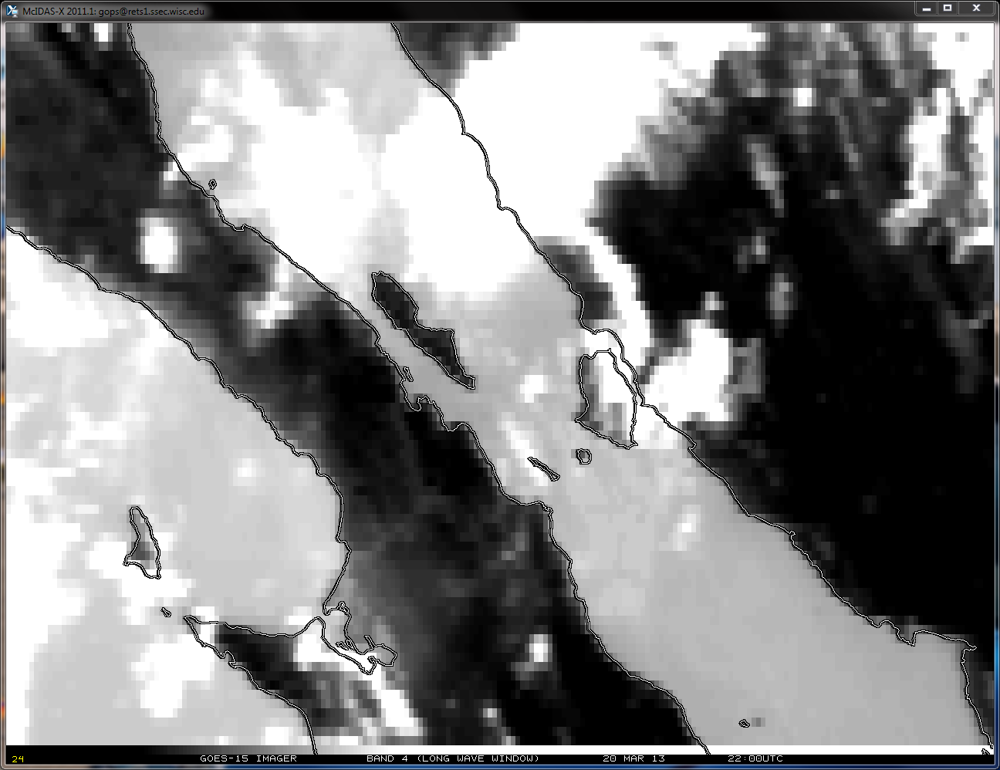 McIDAS-X 2011.1: gops@rets1.ssec.wisc.edu
24 GOES-15 IMAGER BAND 4 (LONG WAVE WINDOW) 20 MAR 13 22:00UTC